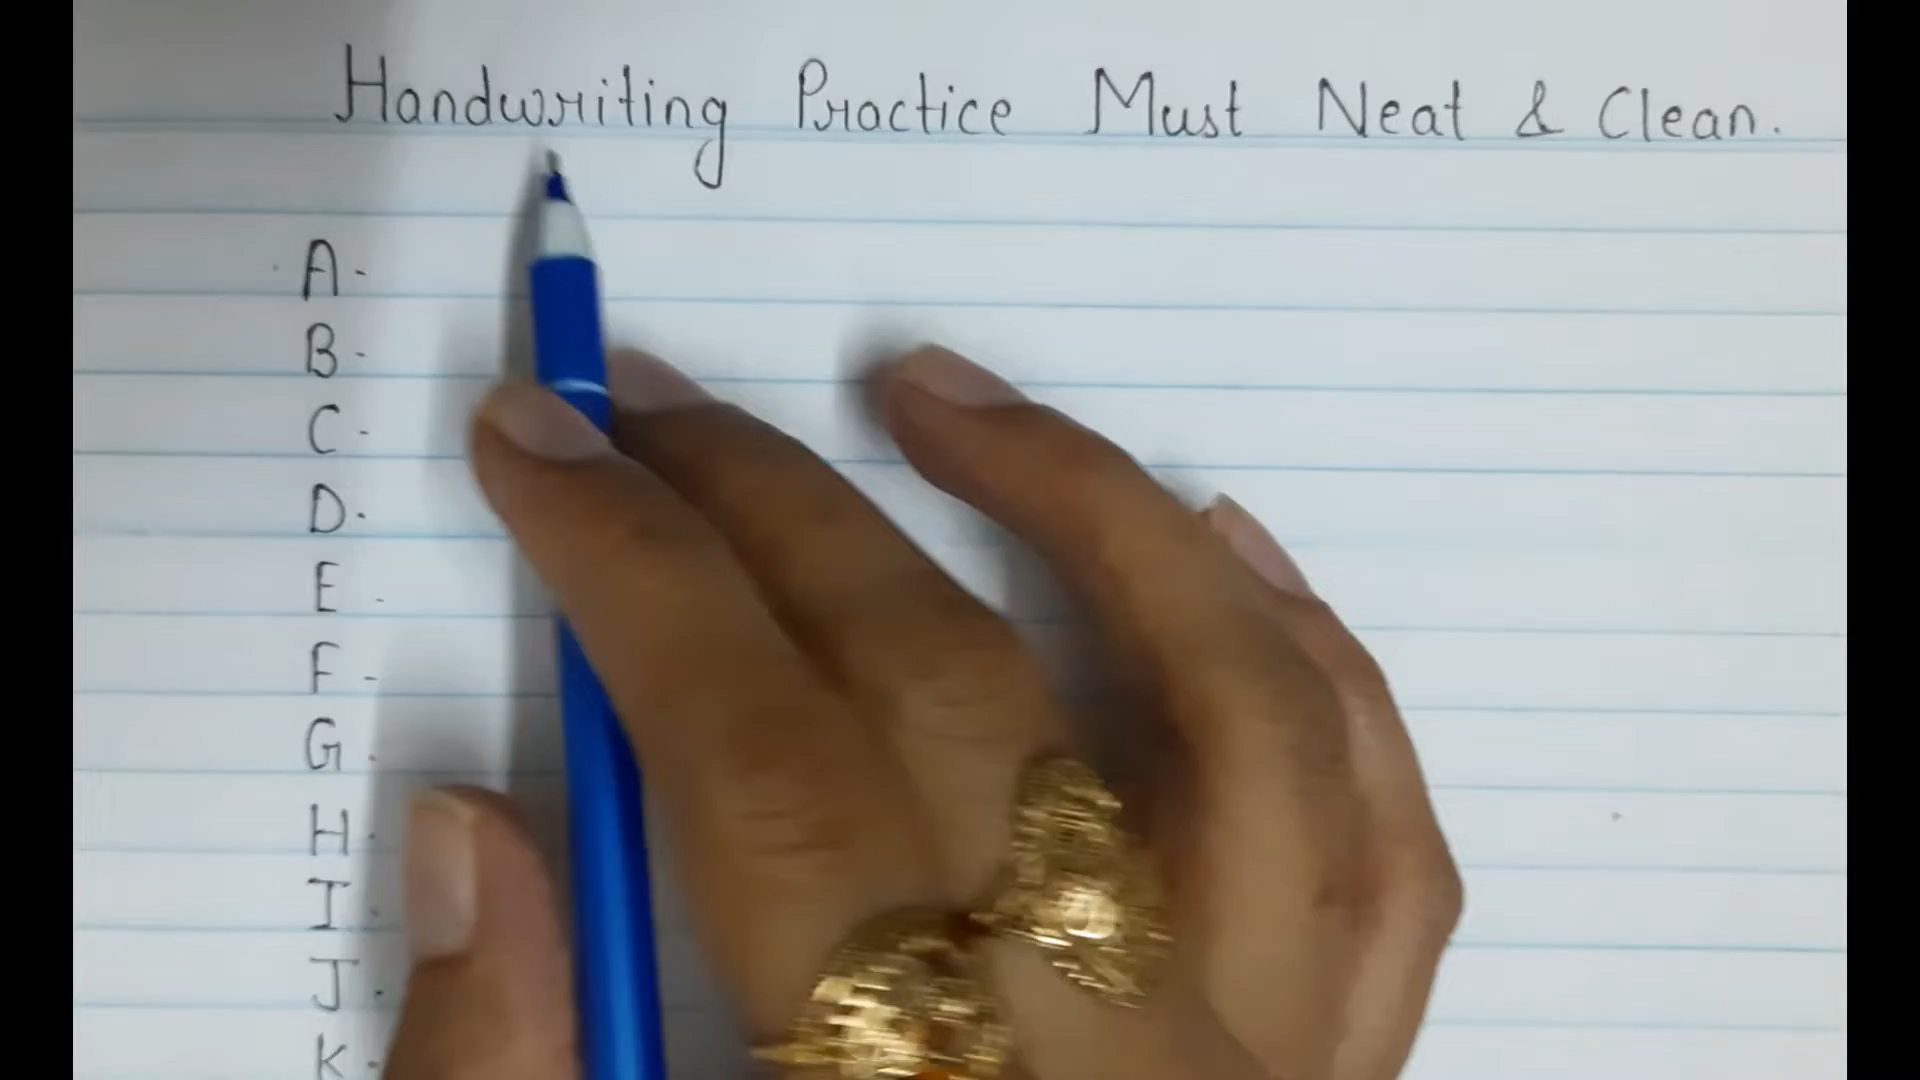 Handwriting Practice Must Neat & Clean.
A-
B-
C-
D-
E-
F-
G-
H-
I-
J-
K-